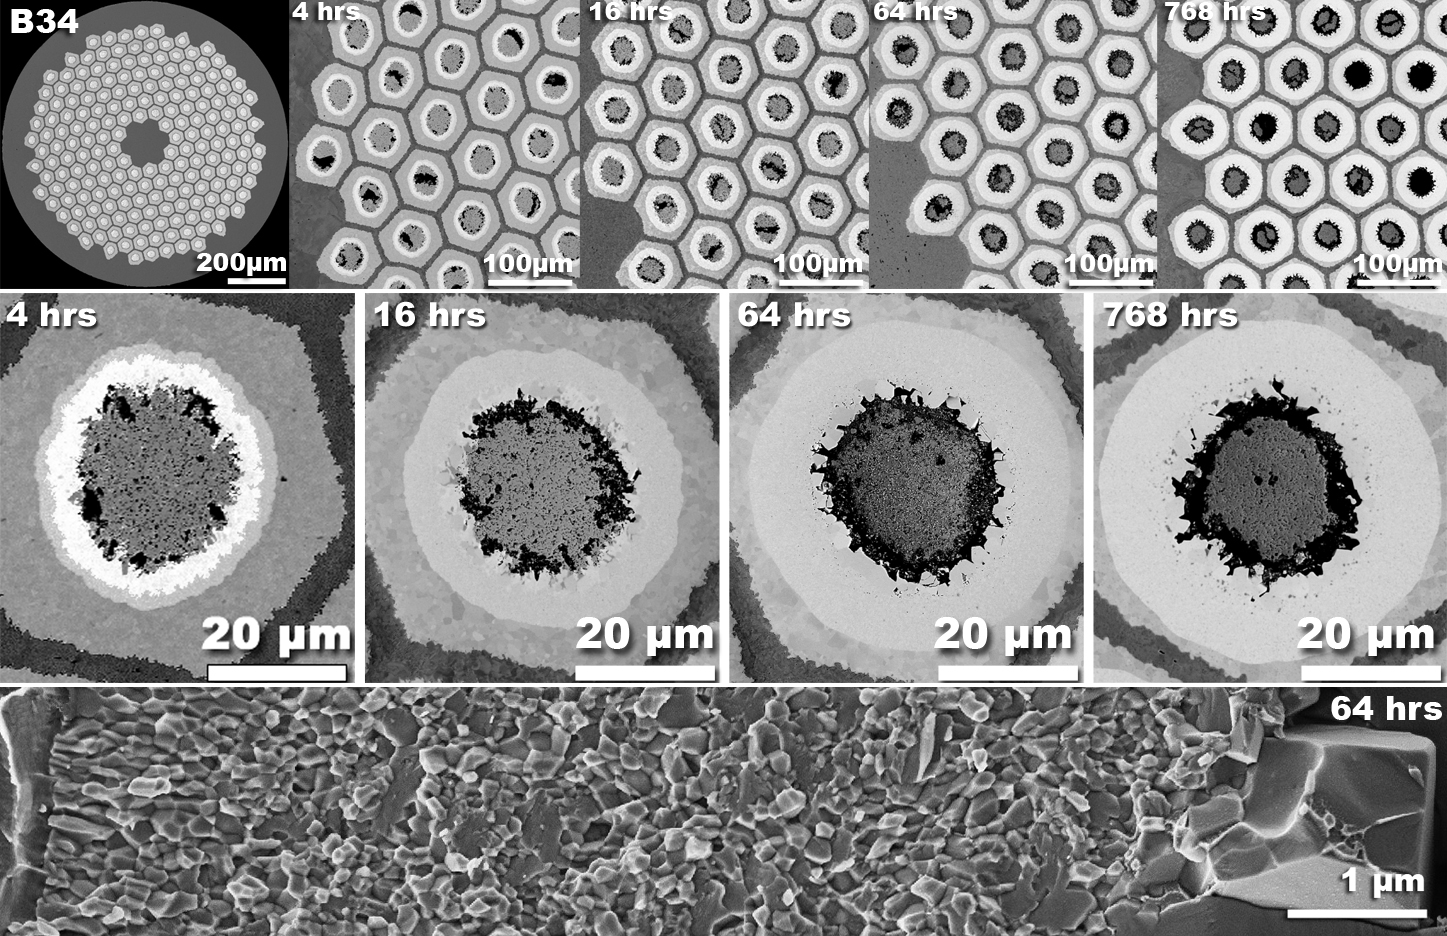 B34
4 hrs
16 hrs
64 hrs
768 hrs
200µm
100µm
100µm
100µm
100µm
4 hrs
16 hrs
64 hrs
768 hrs
20 µm
20 µm
20 µm
20 µm
64 hrs
1 µm